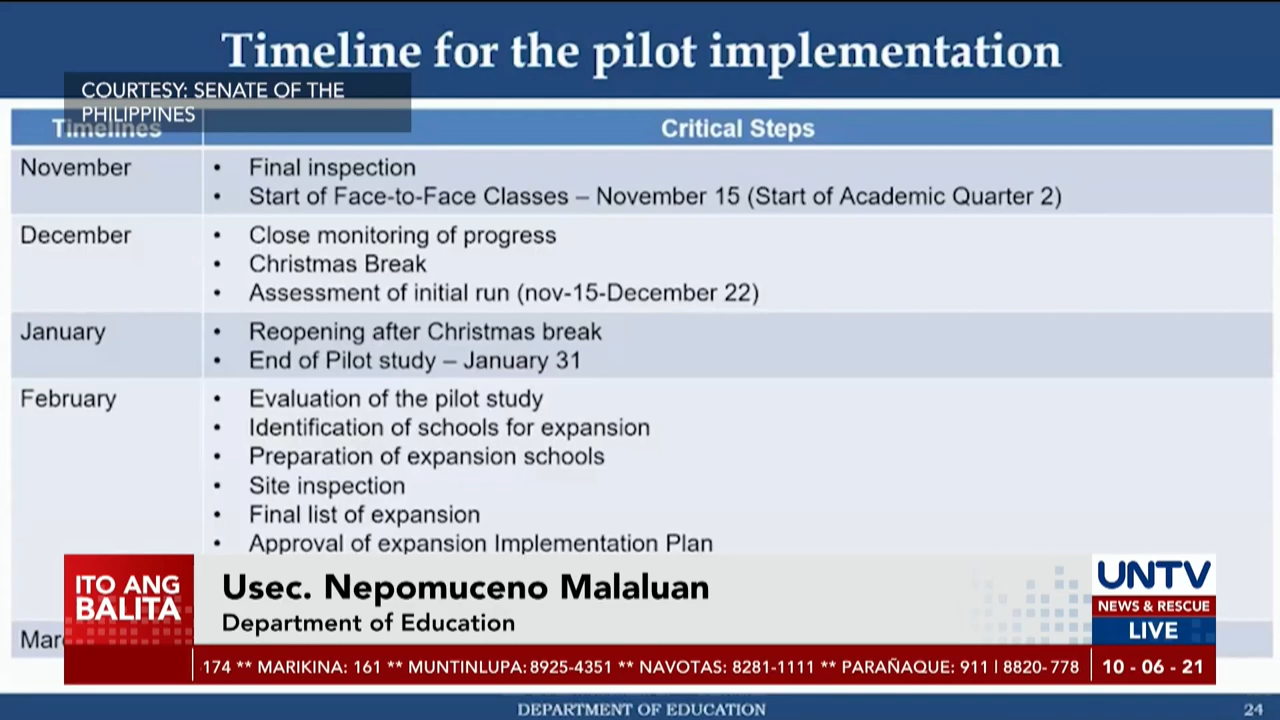 Timeline for the pilot implementation
COURTESY: SENATE OF THE
PHILIPPINES
Timelines Critical Steps
November
• Final inspection
• Start of Face-to-Face Classes – November 15 (Start of Academic Quarter 2)
December
• Close monitoring of progress
• Christmas Break
• Assessment of initial run (nov-15-December 22)
January
• Reopening after Christmas break
• End of Pilot study – January 31
February
• Evaluation of the pilot study
• Identification of schools for expansion
• Preparation of expansion schools
• Site inspection
• Final list of expansion
• Approval of expansion Implementation Plan
Mar
ITO ANG
BALITA
Usec. Nepomuceno Malaluan
Department of Education
UNTV
NEWS & RESCUE
LIVE
174 ** MARIKINA: 161 ** MUNTINLUPA: 8925-4351 ** NAVOTAS: 8281-1111 ** PARAÑAQUE: 911 | 8820-778
10 - 06 - 21
DEPARTMENT OF EDUCATION 24